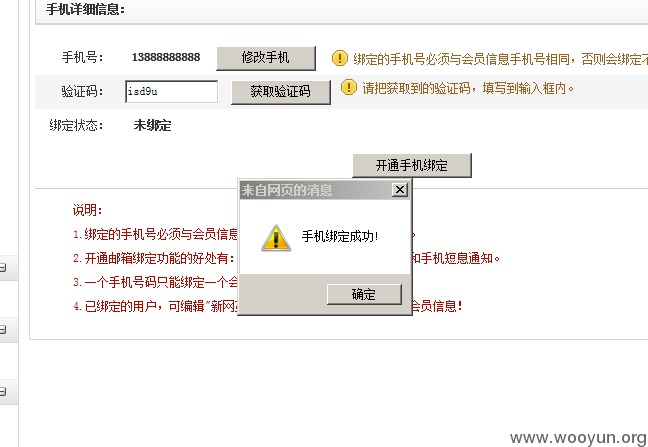 手机详细信息:
手机号: 13888888888 修改手机 绑定的手机号必须与会员信息手机号相同，否则会绑定不
验证码: isd9u 获取验证码 请把获取到的验证码，填写到输入框内。
绑定状态: 未绑定
开通手机绑定
来自网页的消息
手机绑定成功!
确定
说明:
1.绑定的手机号必须与会员信息
2.开通邮箱绑定功能的好处有: 和手机短息通知。
3.一个手机号码只能绑定一个会
4.已绑定的用户，可编辑"新网 会员信息!
www.wooyun.org